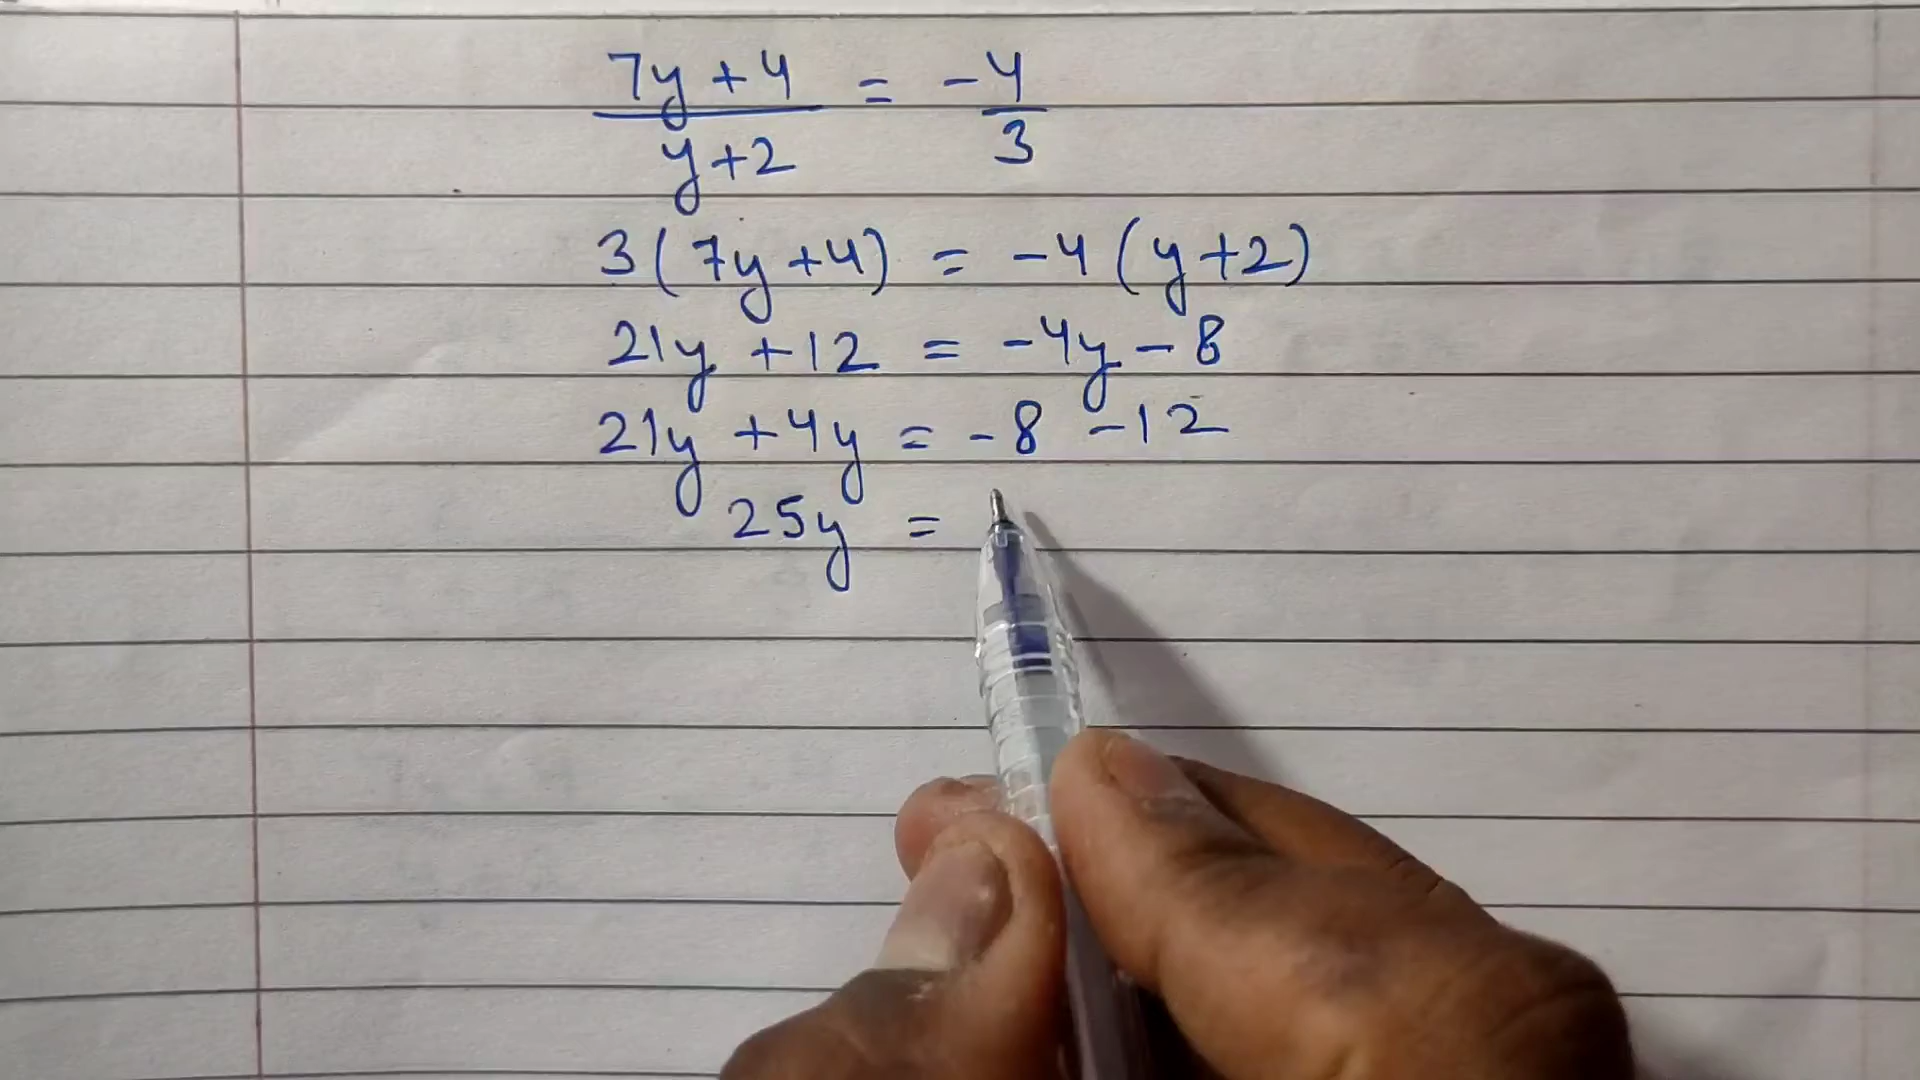 7y+4/y+2 = -4/3
3(7y+4) = -4(y+2)
21y +12 = -4y-8
21y +4y = -8 -12
25y =